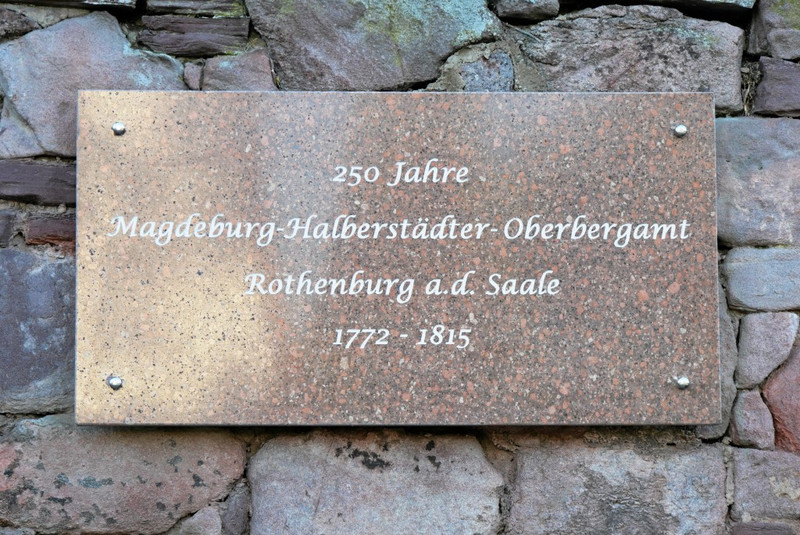 250 Jahre
Magdeburg-Halberstädter-Oberbergamt
Rothenburg a.d. Saale
1772 - 1815